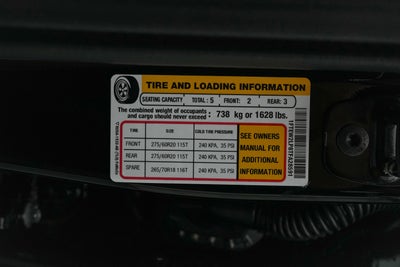 TIRE AND LOADING INFORMATION
SEATING CAPACITY TOTAL : 5 FRONT: 2 REAR: 3
The combined weight of occupants and cargo should never exceed : 738 kg or 1628 lbs.
TIRE SIZE COLD TIRE PRESSURE
FRONT 275/60R20 115T 240 KPA, 35 PSI
REAR 275/60R20 115T 240 KPA, 35 PSI
SPARE 265/70R18 116T 240 KPA, 35 PSI
SEE OWNERS
MANUAL FOR
ADDITIONAL
INFORMATION